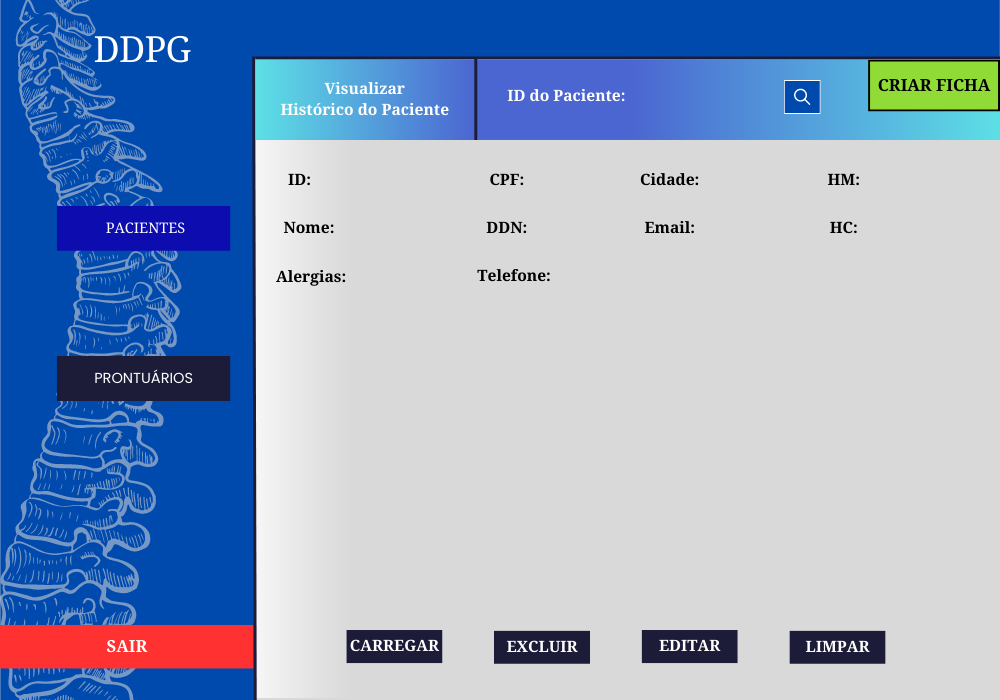 DDPG
Visualizar
Histórico do Paciente
ID do Paciente:
CRIAR FICHA
ID:
CPF:
Cidade:
HM:
PACIENTES
Nome:
DDN:
Email:
HC:
Alergias:
Telefone:
PRONTUÁRIOS
SAIR
CARREGAR
EXCLUIR
EDITAR
LIMPAR